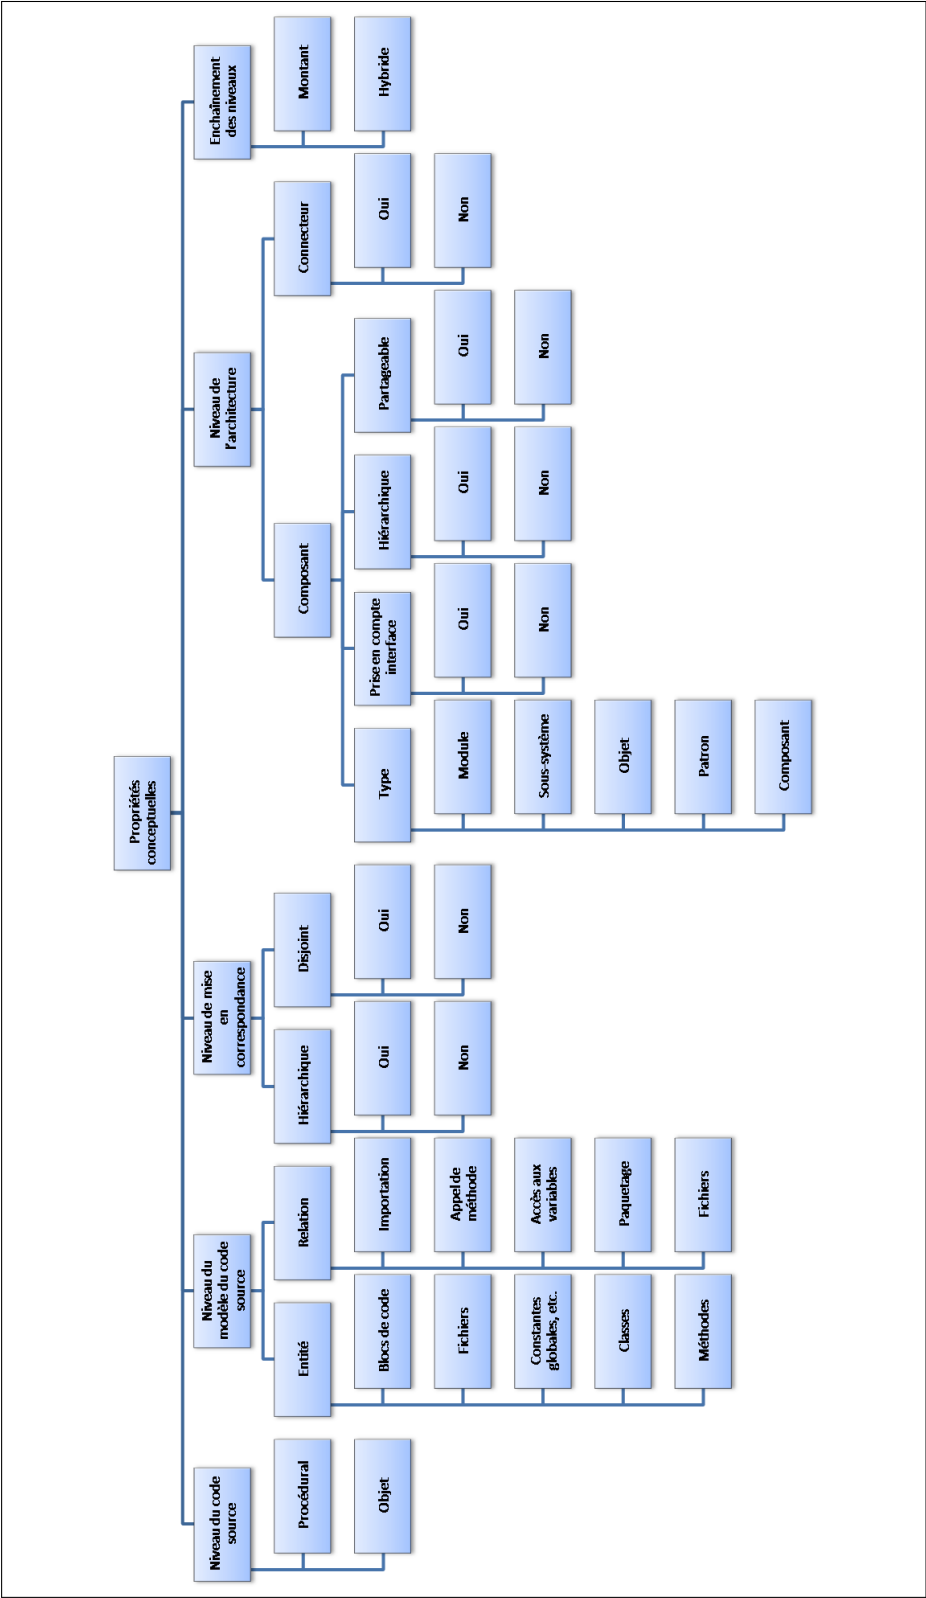 Propriétés
conceptuelles
Niveau du code
source
Procédural
Objet
Niveau du
modèle du code
source
Entité
Blocs de code
Fichiers
Constantes
globales, etc.
Classes
Méthodes
Relation
Importation
Appel de
méthode
Accès aux
variables
Paquetage
Fichiers
Niveau de mise
en
correspondance
Hiérarchique
Oui
Non
Disjoint
Oui
Non
Niveau de
l'architecture
Composant
Type
Module
Sous-système
Objet
Patron
Composant
Prise en compte
interface
Oui
Non
Hiérarchique
Oui
Non
Partageable
Oui
Non
Connecteur
Oui
Non
Enchaînement
des niveaux
Montant
Hybride